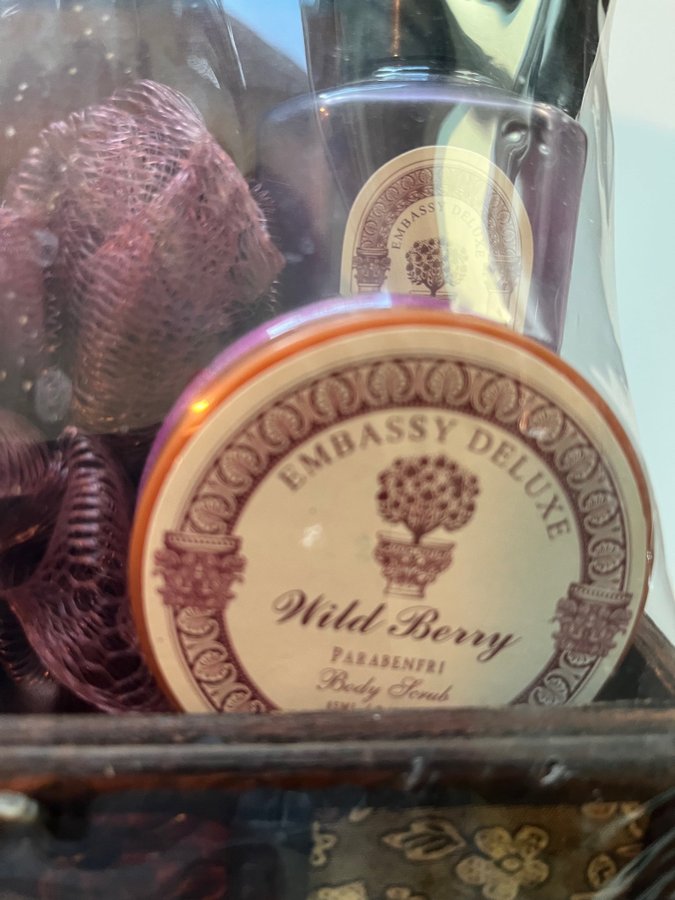 EMBASSY DELUXE
EMBASSY DELUXE
Wild Berry
PARABENFRI
Body Scrub